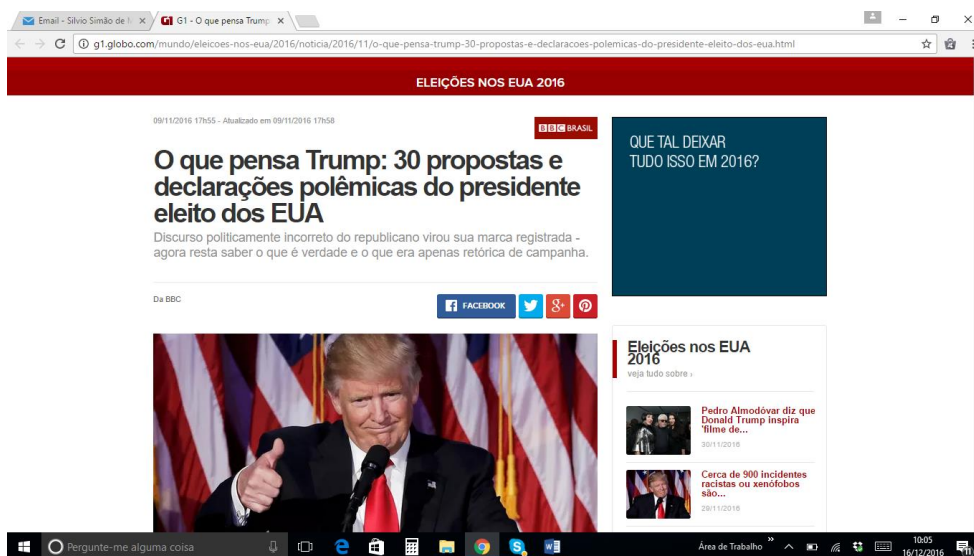 Email - Silvio Simão de M
G1 - O que pensa Trump
g1.globo.com/mundo/eleicoes-nos-eua/2016/noticia/2016/11/o-que-pensa-trump-30-propostas-e-declaracoes-polemicas-do-presidente-eleito-dos-eua.html
ELEIÇÕES NOS EUA 2016
09/11/2016 17h55 - Atualizado em 09/11/2016 17h58
BBC BRASIL
O que pensa Trump: 30 propostas e
declarações polêmicas do presidente
eleito dos EUA
Discurso politicamente incorreto do republicano virou sua marca registrada -
agora resta saber o que é verdade e o que era apenas retórica de campanha.
Da BBC
FACEBOOK
QUE TAL DEIXAR
TUDO ISSO EM 2016?
Eleições nos EUA
2016
veja tudo sobre ›
Pedro Almodóvar diz que
Donald Trump inspira
'filme de...
30/11/2016
Cerca de 900 incidentes
racistas ou xenófobos
são...
29/11/2016
Pergunte-me alguma coisa
Área de Trabalho
10:05
16/12/2016